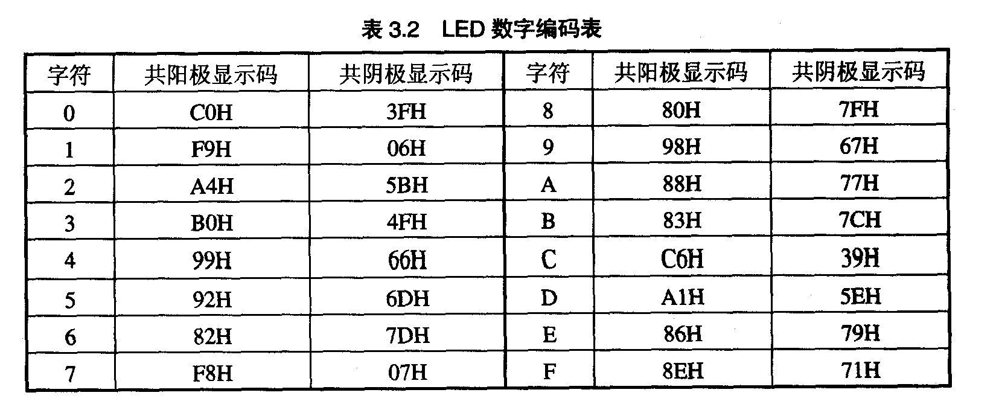 表 3.2 LED 数字编码表
字符 共阳极显示码 共阴极显示码 字符 共阳极显示码 共阴极显示码
0 C0H 3FH 8 80H 7FH
1 F9H 06H 9 98H 67H
2 A4H 5BH A 88H 77H
3 B0H 4FH B 83H 7CH
4 99H 66H C C6H 39H
5 92H 6DH D A1H 5EH
6 82H 7DH E 86H 79H
7 F8H 07H F 8EH 71H